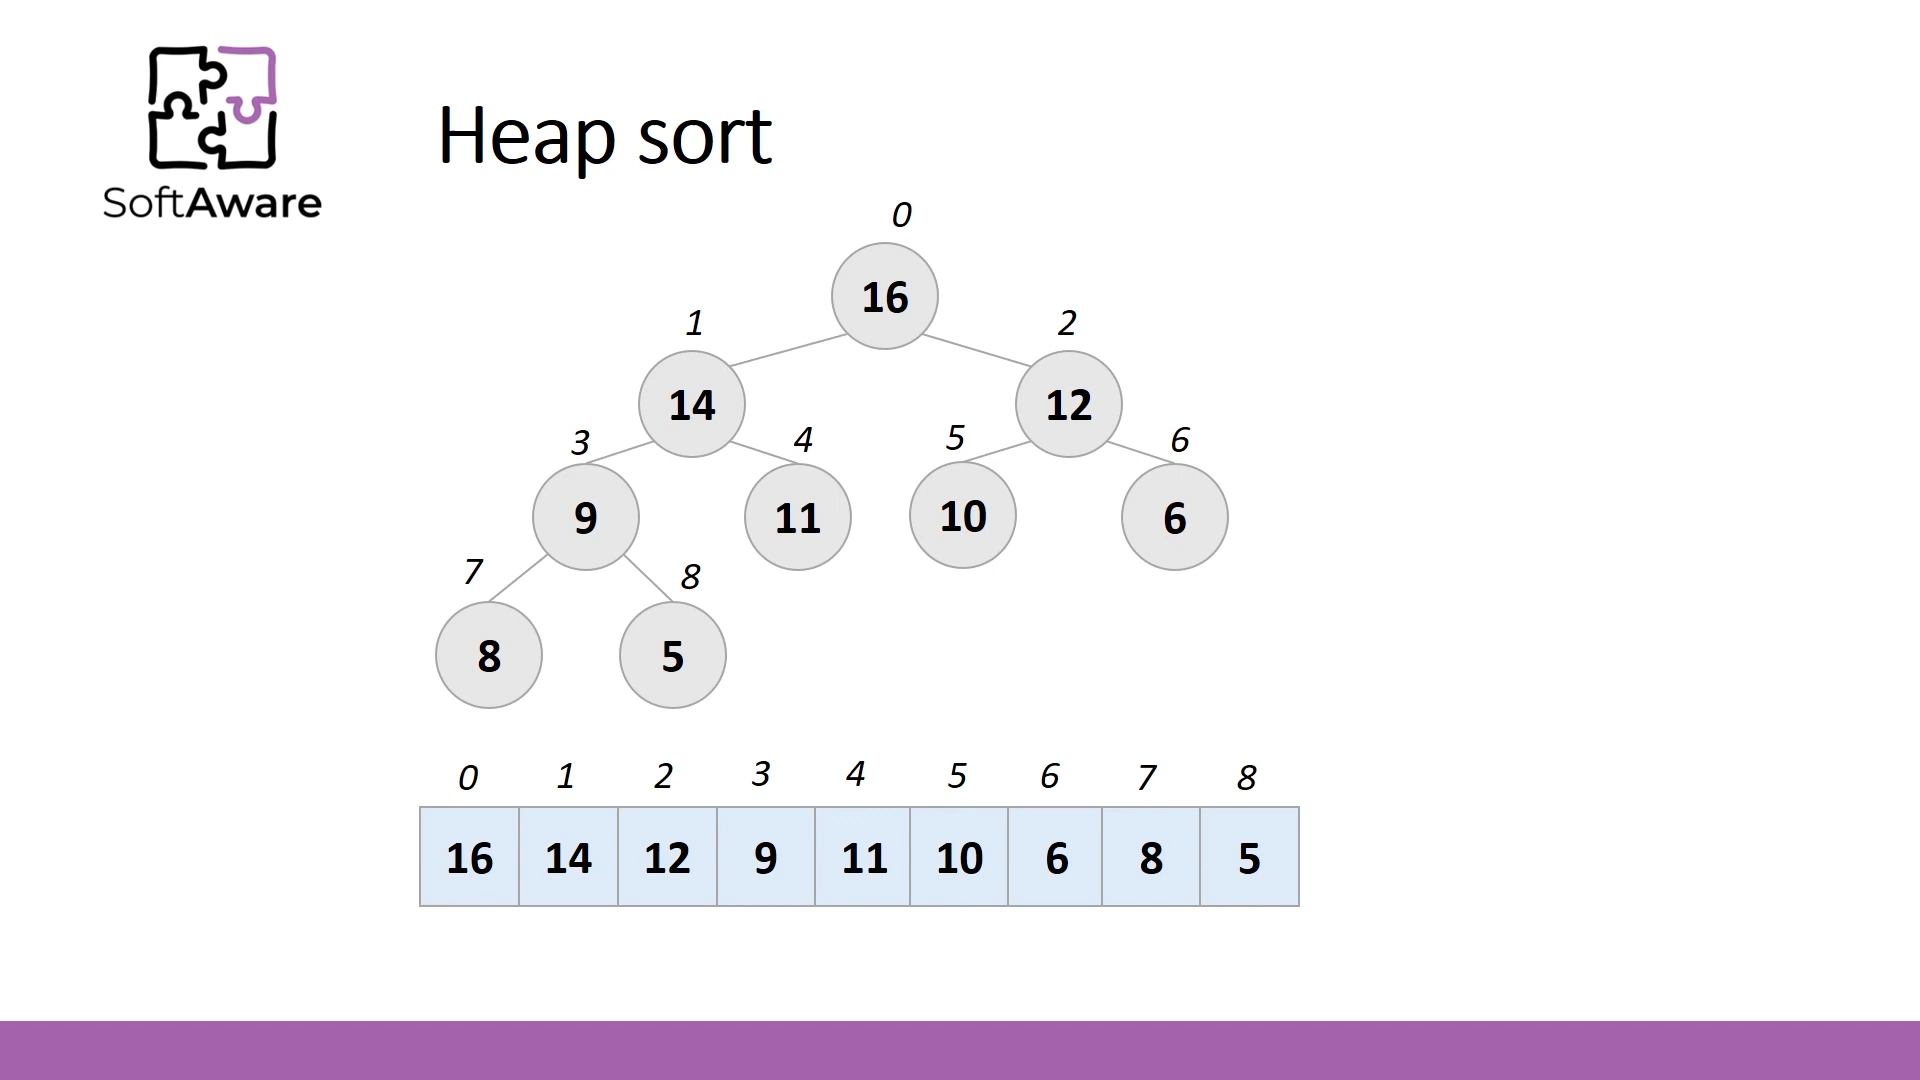 SoftAware
Heap sort
0
16
1 2
14 12
3 4 5 6
9 11 10 6
7 8
8 5
0 1 2 3 4 5 6 7 8
16 14 12 9 11 10 6 8 5